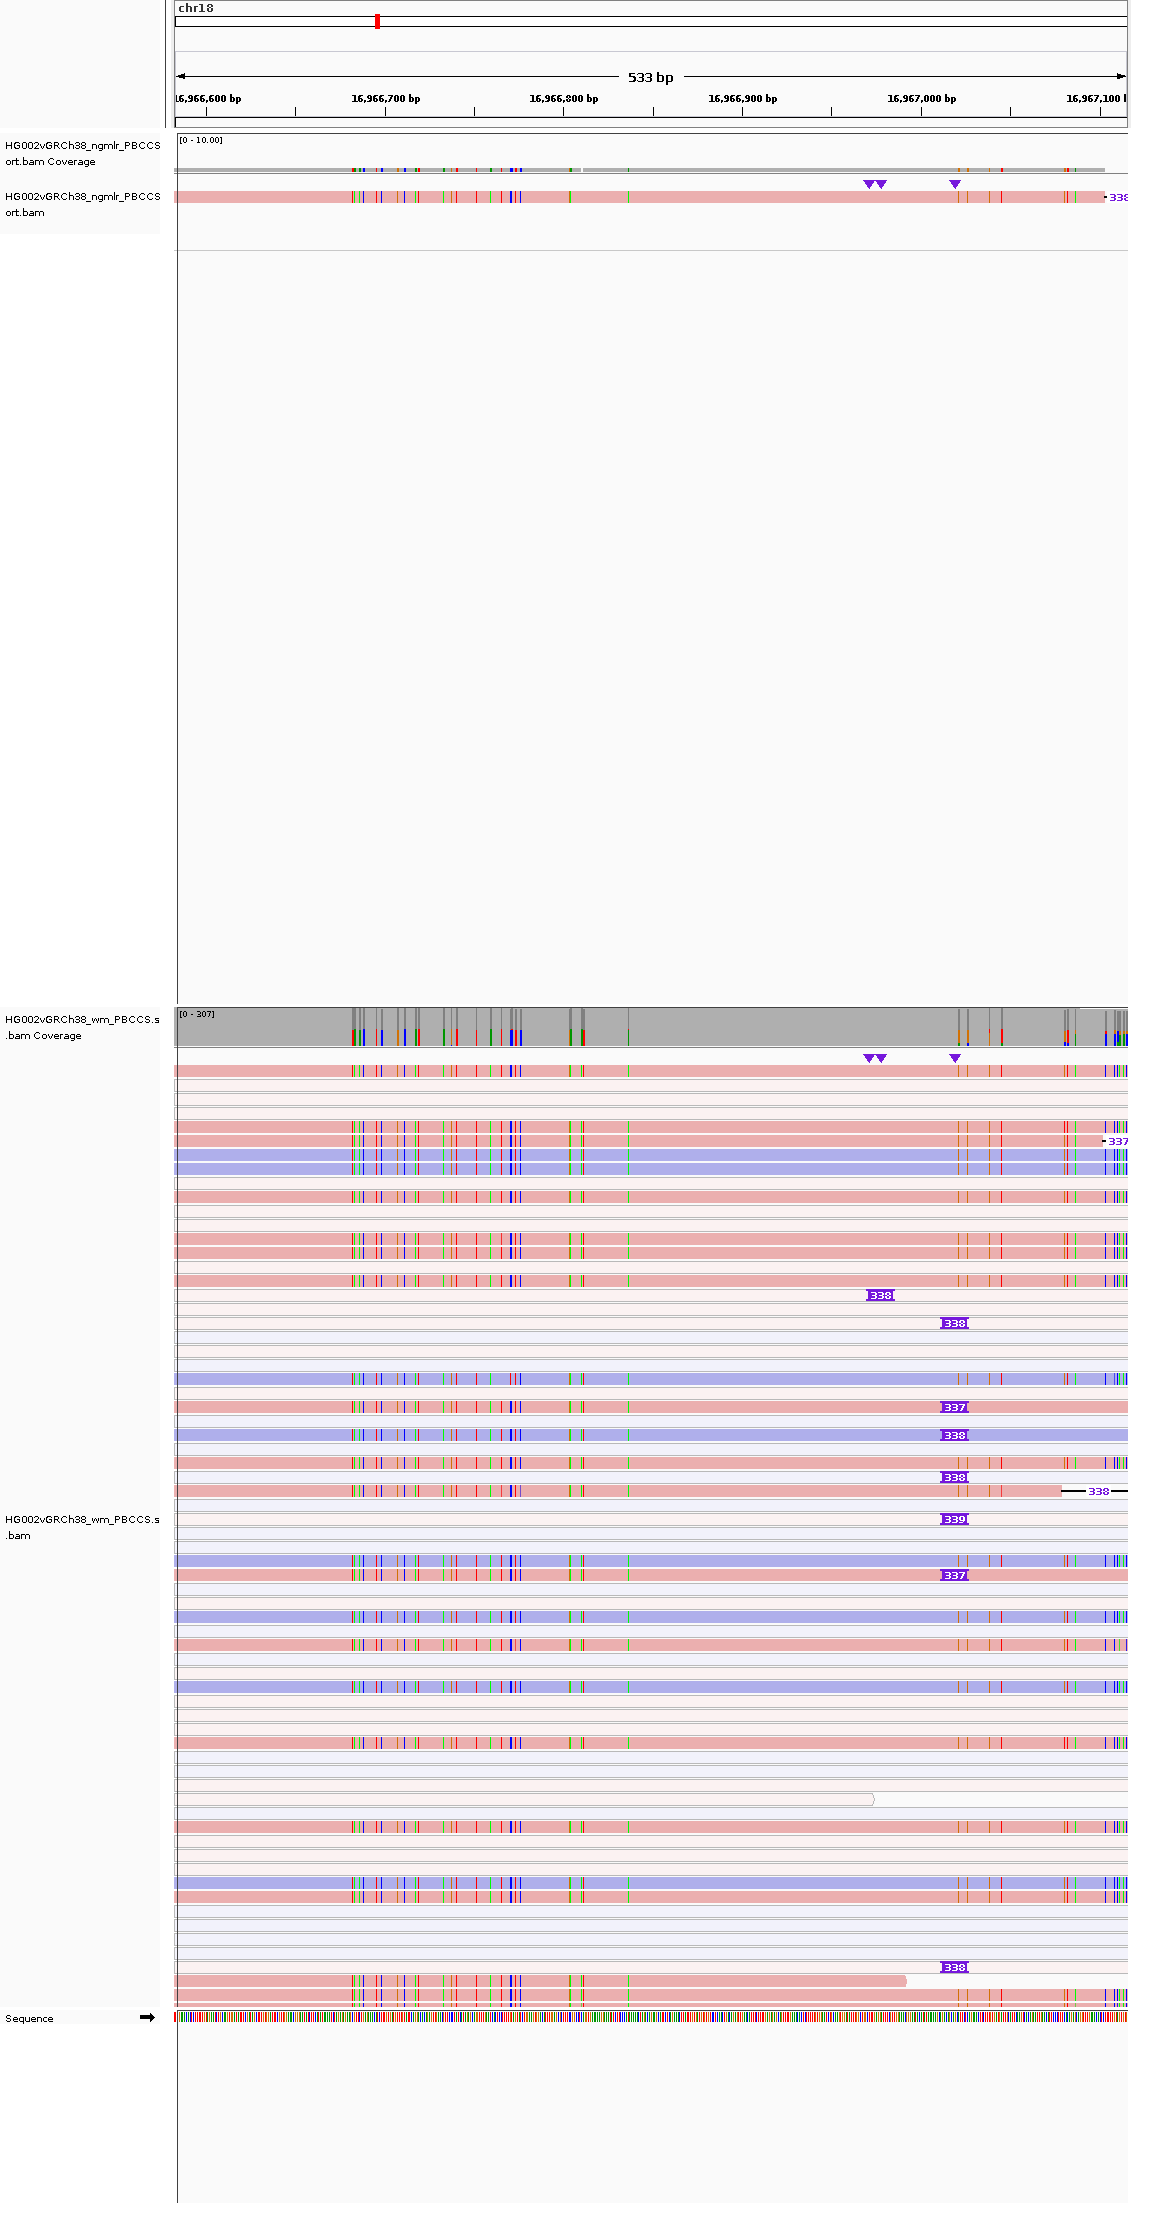 chr18
533 bp
16,966,600 bp 16,966,700 bp 16,966,800 bp 16,966,900 bp 16,967,000 bp 16,967,100
HG002vGRCh38_ngmlr_PBCCS
ort.bam Coverage
[0 - 10.00]
HG002vGRCh38_ngmlr_PBCCS
ort.bam
338
HG002vGRCh38_wm_PBCCS.s
.bam Coverage
[0 - 307]
337
338
338
337
338
338
338
HG002vGRCh38_wm_PBCCS.s
.bam
339
337
338
Sequence